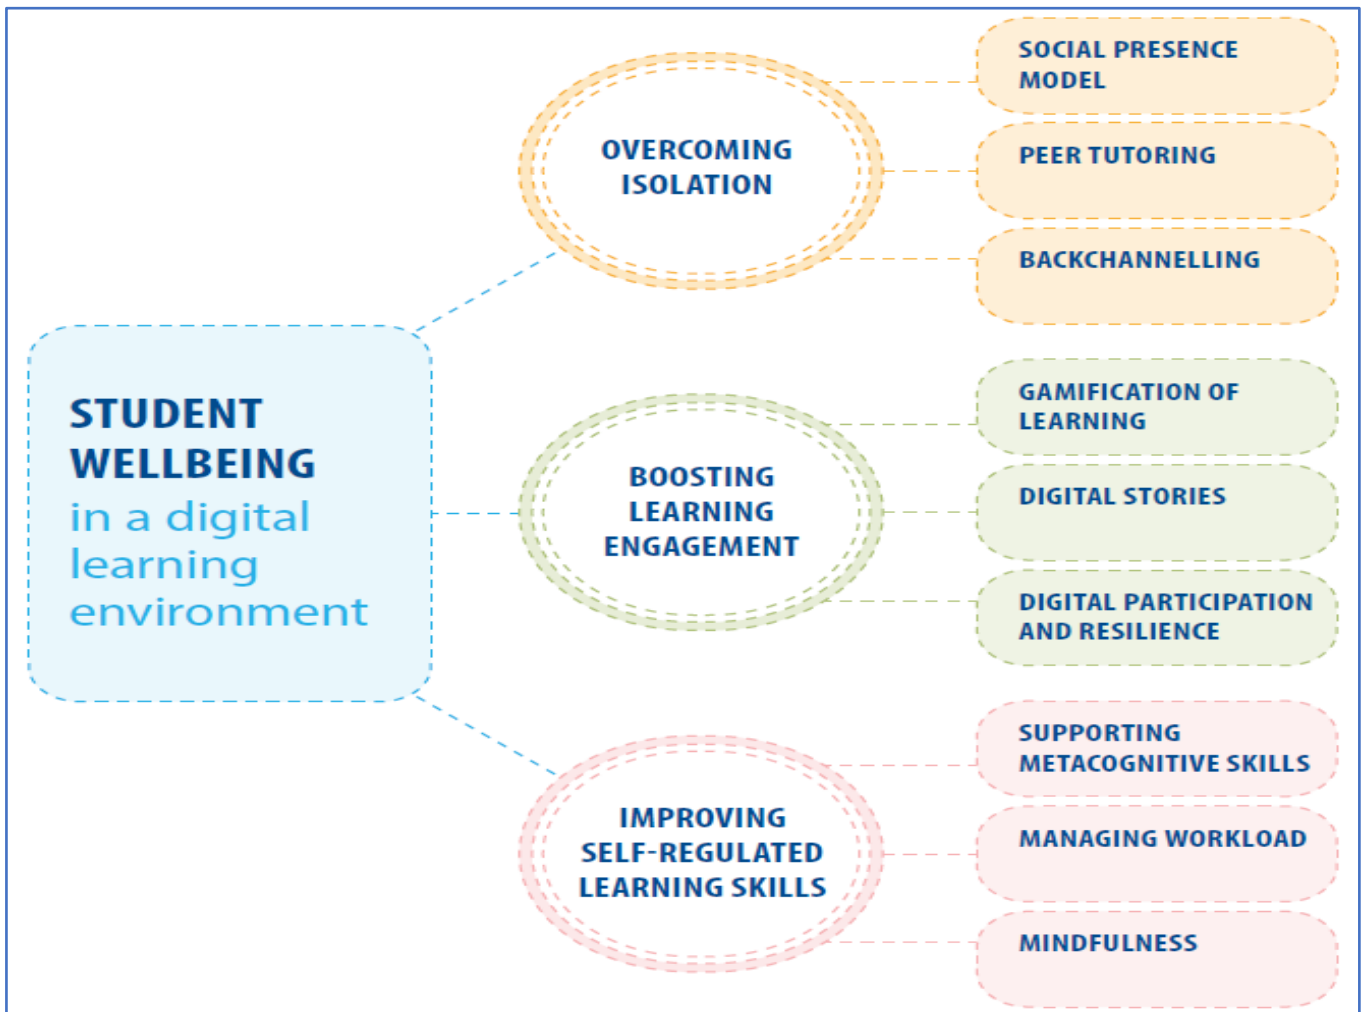 STUDENT
WELLBEING
in a digital
learning
environment
OVERCOMING
ISOLATION
SOCIAL PRESENCE
MODEL
PEER TUTORING
BACKCHANNELLING
BOOSTING
LEARNING
ENGAGEMENT
GAMIFICATION OF
LEARNING
DIGITAL STORIES
DIGITAL PARTICIPATION
AND RESILIENCE
IMPROVING
SELF-REGULATED
LEARNING SKILLS
SUPPORTING
METACOGNITIVE SKILLS
MANAGING WORKLOAD
MINDFULNESS